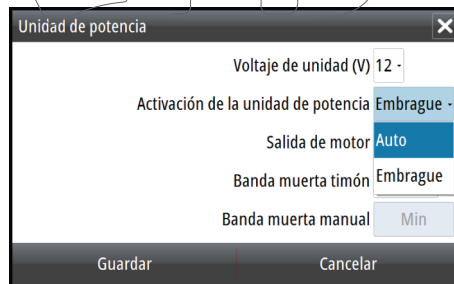 Unidad de potencia
Voltaje de unidad (V) 12
Activación de la unidad de potencia Embrague
Salida de motor Auto
Banda muerta timón Embrague
Banda muerta manual Min
Guardar Cancelar